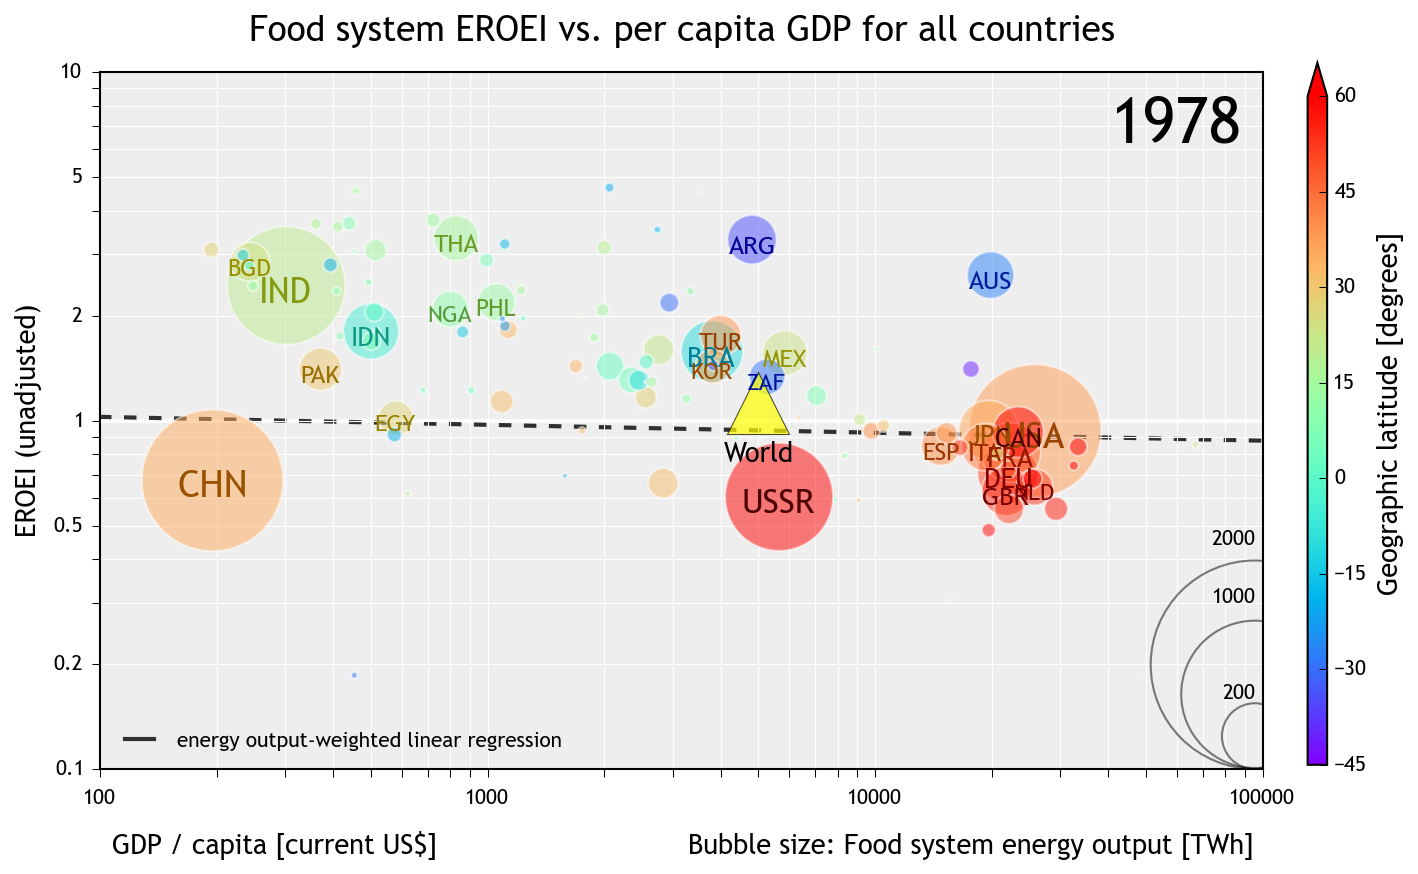 Food system EROEI vs. per capita GDP for all countries
1978
10
5
2
1
0.5
0.2
0.1
EROEI (unadjusted)
THA
ARG
BGD
IND
AUS
NGA
PHL
IDN
TUR
BRA
MEX
KOR
PAK
ZAF
EGY
JPN
CAN
USA
World
ESP
ITA
FRA
CHN
USSR
DEU
GBR
NLD
2000
1000
200
energy output-weighted linear regression
100
1000
10000
100000
GDP / capita [current US$]
Bubble size: Food system energy output [TWh]
60
45
30
15
0
−15
−30
−45
Geographic latitude [degrees]